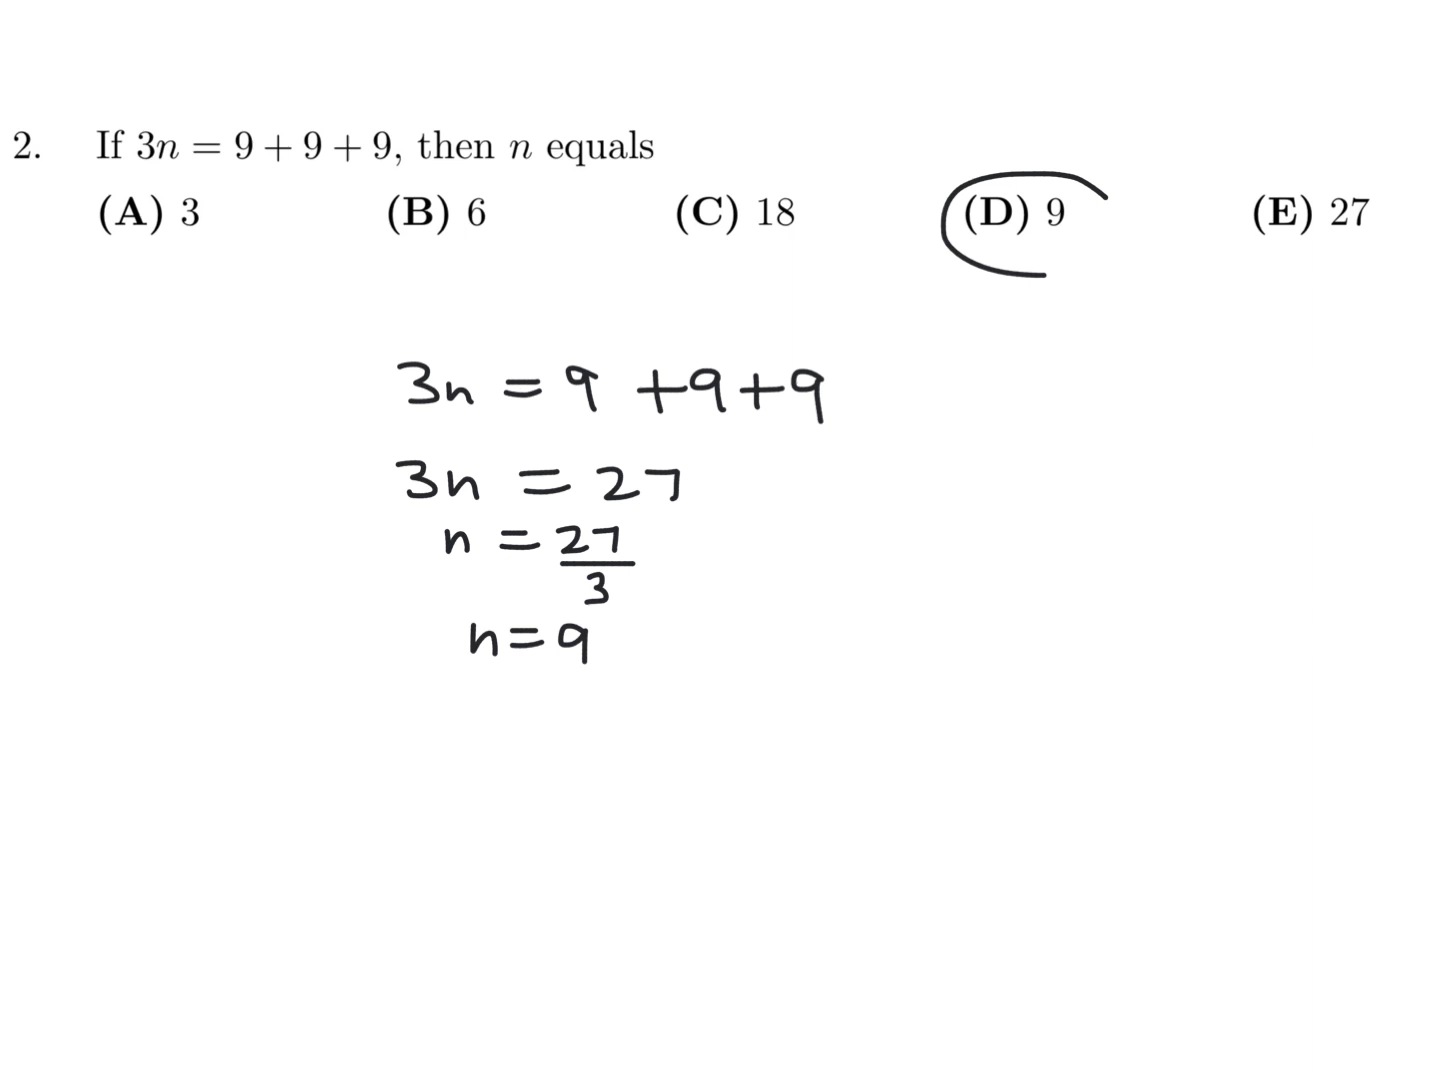 2. If 3n = 9 + 9 + 9, then n equals
(A) 3 (B) 6 (C) 18 (D) 9 (E) 27
3n = 9 + 9 + 9
3n = 27
n = 27
3
n = 9